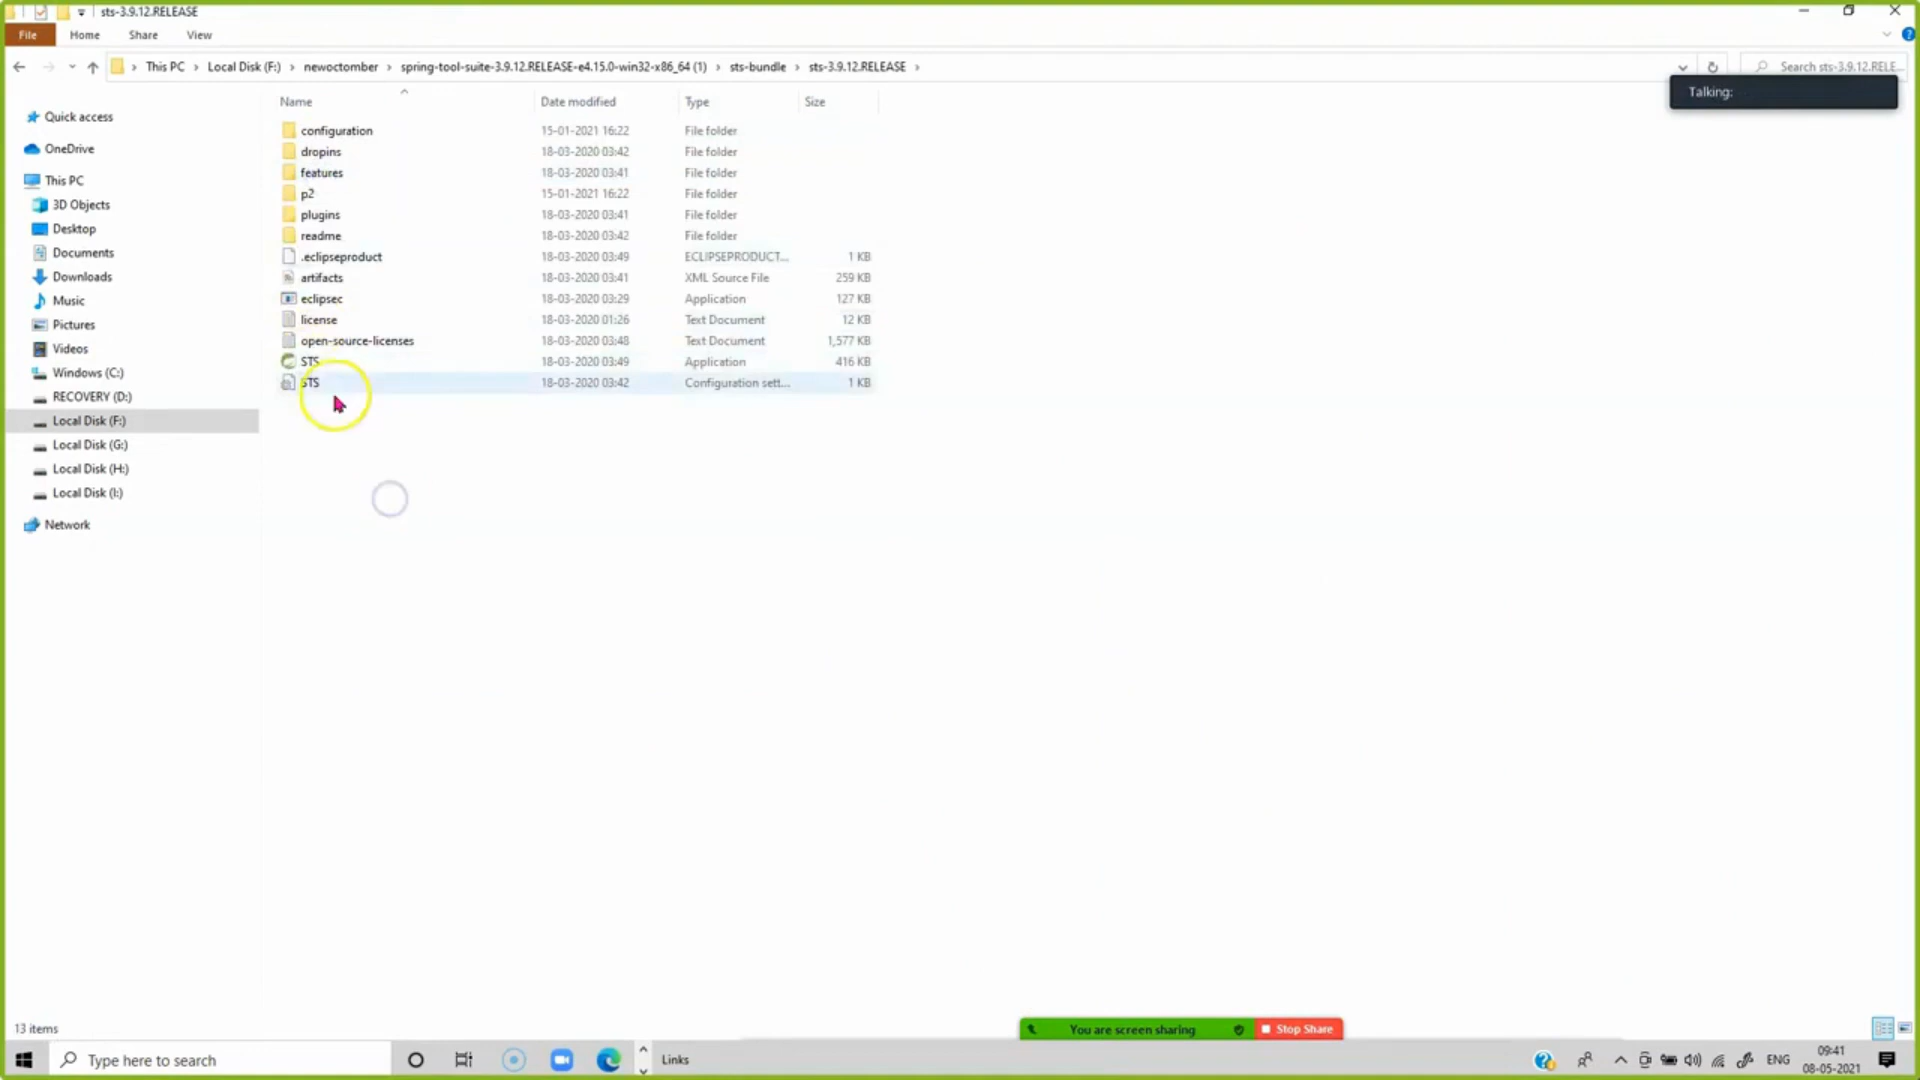 sts-3.9.12.RELEASE
File Home Share View
This PC Local Disk (F:) newoctomber spring-tool-suite-3.9.12.RELEASE-e4.15.0-win32-x86_64 (1) sts-bundle sts-3.9.12.RELEASE Search sts-3.9.12.RELE...
Talking:
Name Date modified Type Size
Quick access
OneDrive
This PC
3D Objects
Desktop
Documents
Downloads
Music
Pictures
Videos
Windows (C:)
RECOVERY (D:)
Local Disk (F:)
Local Disk (G:)
Local Disk (H:)
Local Disk (I:)
Network
configuration 15-01-2021 16:22 File folder
dropins 18-03-2020 03:42 File folder
features 18-03-2020 03:41 File folder
p2 15-01-2021 16:22 File folder
plugins 18-03-2020 03:41 File folder
readme 18-03-2020 03:42 File folder
.eclipseproduct 18-03-2020 03:49 ECLIPSEPRODUCT... 1 KB
artifacts 18-03-2020 03:41 XML Source File 259 KB
eclipsec 18-03-2020 03:29 Application 127 KB
license 18-03-2020 01:26 Text Document 12 KB
open-source-licenses 18-03-2020 03:48 Text Document 1,577 KB
STS 18-03-2020 03:49 Application 416 KB
STS 18-03-2020 03:42 Configuration sett... 1 KB
13 items
You are screen sharing Stop Share
Type here to search Links ENG 09:41
08-05-2021